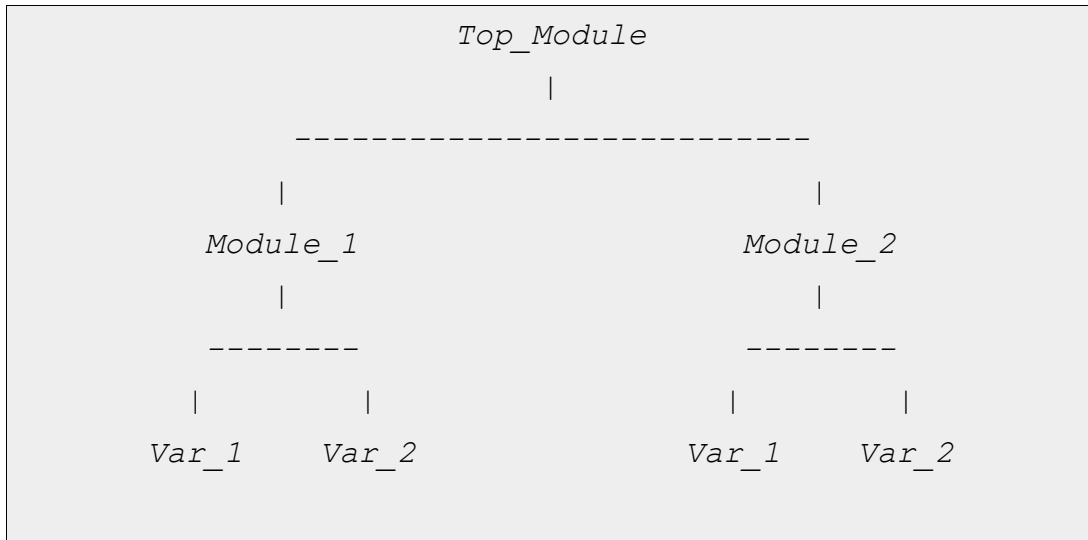 Top_Module
|
---------------------------
| |
Module_1 Module_2
| |
-------- --------
| | | |
Var_1 Var_2 Var_1 Var_2